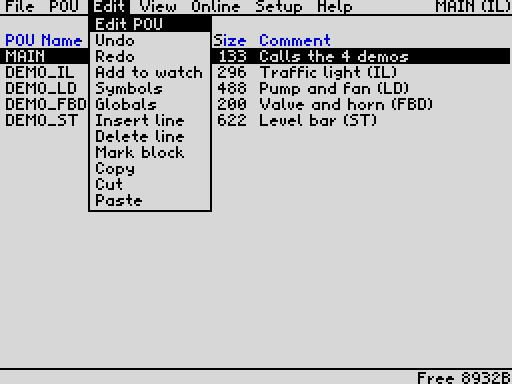 File POU Edit View Online Setup Help MAIN (IL)
Edit POU
Undo
POU Name Size Comment
Redo
MAIN 133 Calls the 4 demos
Add to watch
DEMO_IL 296 Traffic light (IL)
Symbols
DEMO_LD 488 Pump and fan (LD)
Globals
DEMO_FBD 200 Valve and horn (FBD)
Insert line
DEMO_ST 622 Level bar (ST)
Delete line
Mark block
Copy
Cut
Paste
Free 8932B